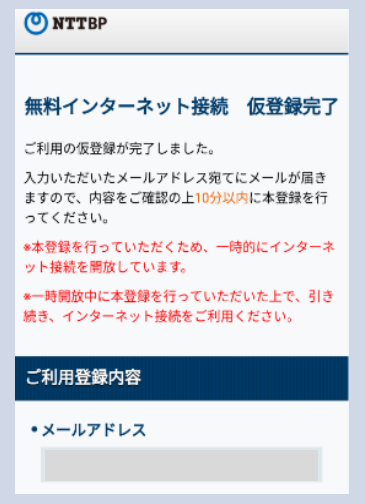 NTTBP
無料インターネット接続　仮登録完了
ご利用の仮登録が完了しました。
入力いただいたメールアドレス宛てにメールが届き
ますので、内容をご確認の上10分以内に本登録を行
ってください。
※本登録を行っていただくため、一時的にインターネ
ット接続を開放しています。
※一時開放中に本登録を行っていただいた上で、引き
続き、インターネット接続をご利用ください。
ご利用登録内容
•メールアドレス